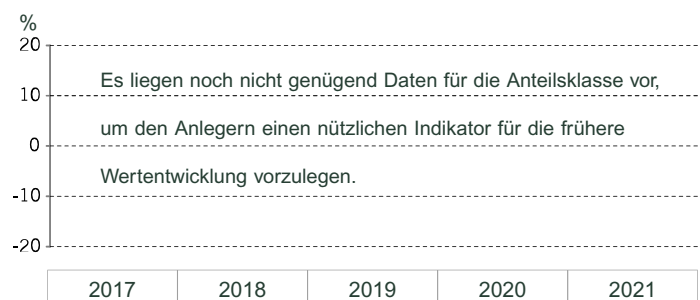 %
20
Es liegen noch nicht genügend Daten für die Anteilsklasse vor,
10
um den Anlegern einen nützlichen Indikator für die frühere
0
Wertentwicklung vorzulegen.
-10
-20
2017 2018 2019 2020 2021